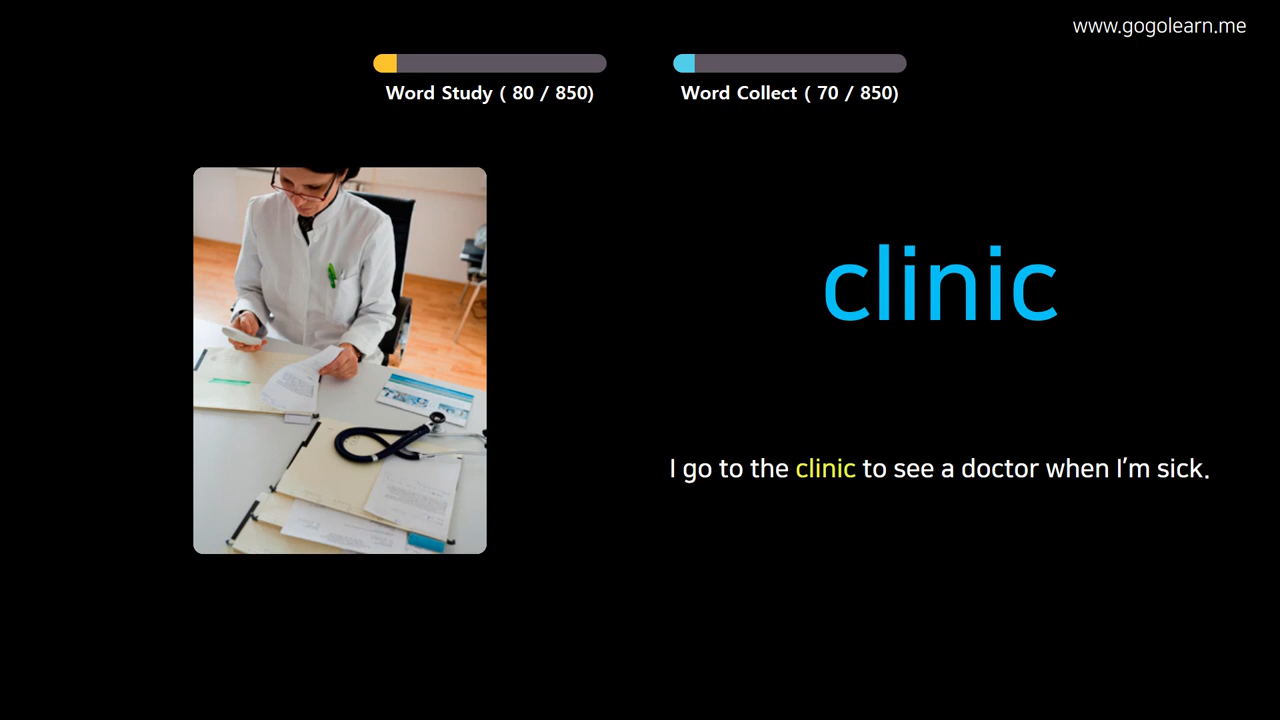 www.gogolearn.me
Word Study ( 80 / 850)
Word Collect ( 70 / 850)
clinic
I go to the clinic to see a doctor when I'm sick.